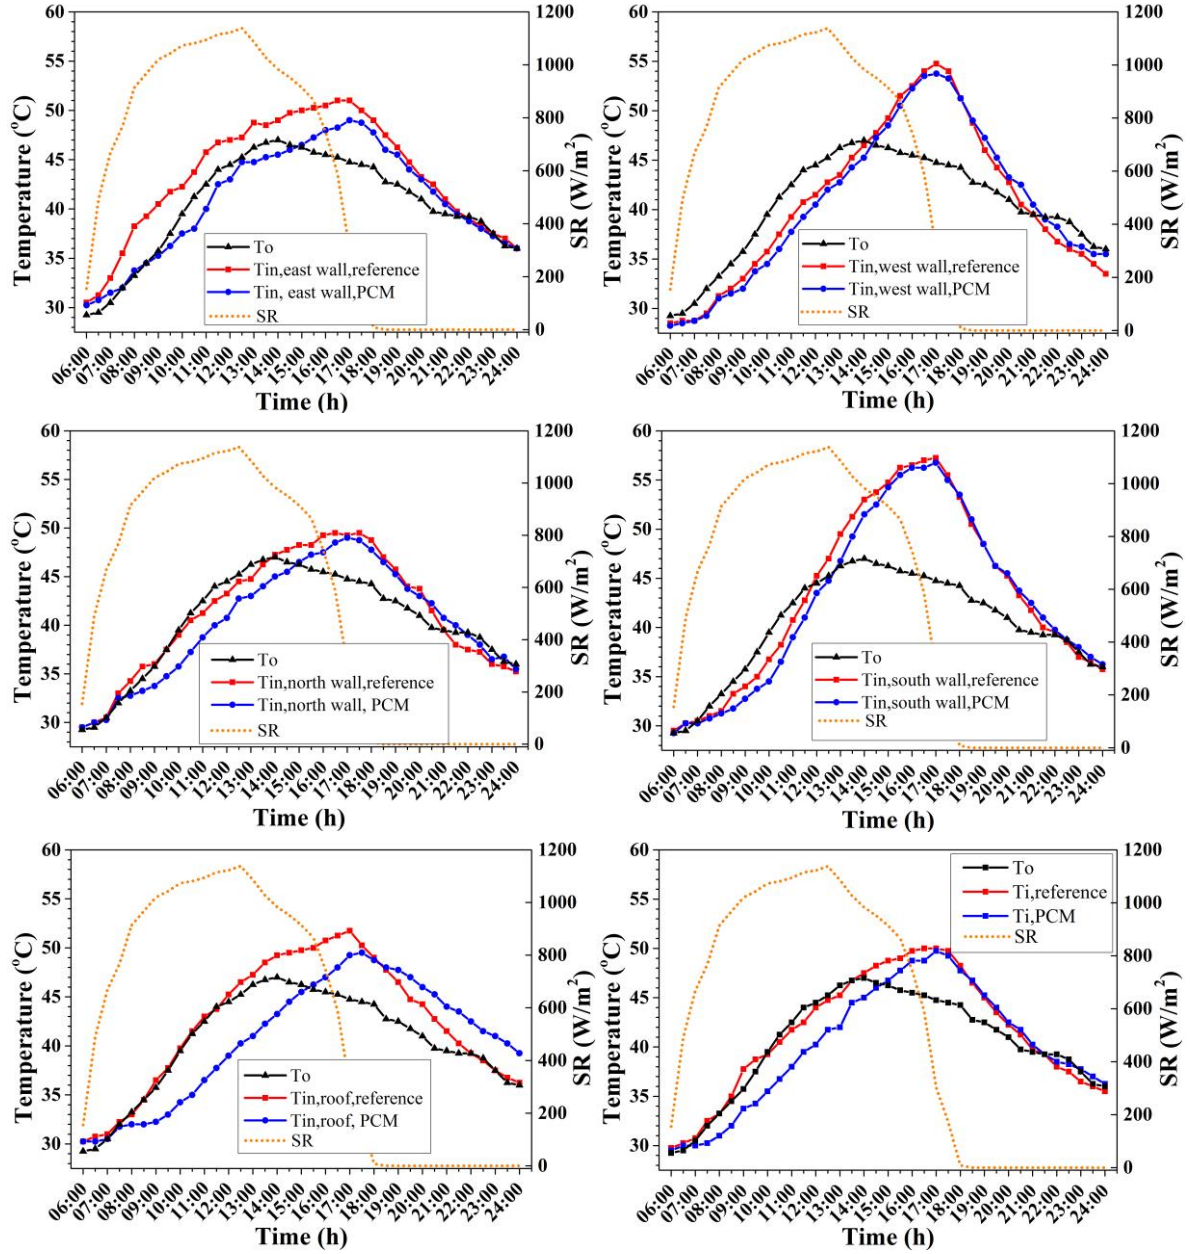 60
55
50
45
40
35
30
Temperature (°C)
1200
1000
800
600
400
200
0
SR (W/m²)
To
Tin,east wall,reference
Tin, east wall,PCM
SR
06:00 07:00 08:00 09:00 10:00 11:00 12:00 13:00 14:00 15:00 16:00 17:00 18:00 19:00 20:00 21:00 22:00 23:00 24:00
Time (h)
60
55
50
45
40
35
30
Temperature (°C)
1200
1000
800
600
400
200
0
SR (W/m²)
To
Tin,west wall,reference
Tin,west wall,PCM
SR
06:00 07:00 08:00 09:00 10:00 11:00 12:00 13:00 14:00 15:00 16:00 17:00 18:00 19:00 20:00 21:00 22:00 23:00 24:00
Time (h)
60
55
50
45
40
35
30
Temperature (°C)
1200
1000
800
600
400
200
0
SR (W/m²)
To
Tin,north wall,reference
Tin,north wall, PCM
SR
06:00 07:00 08:00 09:00 10:00 11:00 12:00 13:00 14:00 15:00 16:00 17:00 18:00 19:00 20:00 21:00 22:00 23:00 24:00
Time (h)
60
55
50
45
40
35
30
Temperature (°C)
1200
1000
800
600
400
200
0
SR (W/m²)
To
Tin,south wall,reference
Tin,south wall,PCM
SR
06:00 07:00 08:00 09:00 10:00 11:00 12:00 13:00 14:00 15:00 16:00 17:00 18:00 19:00 20:00 21:00 22:00 23:00 24:00
Time (h)
60
55
50
45
40
35
30
Temperature (°C)
1200
1000
800
600
400
200
0
SR (W/m²)
To
Tin,roof,reference
Tin,roof, PCM
SR
06:00 07:00 08:00 09:00 10:00 11:00 12:00 13:00 14:00 15:00 16:00 17:00 18:00 19:00 20:00 21:00 22:00 23:00 24:00
Time (h)
60
55
50
45
40
35
30
Temperature (°C)
1200
1000
800
600
400
200
0
SR (W/m²)
To
Ti,reference
Ti,PCM
SR
06:00 07:00 08:00 09:00 10:00 11:00 12:00 13:00 14:00 15:00 16:00 17:00 18:00 19:00 20:00 21:00 22:00 23:00 24:00
Time (h)